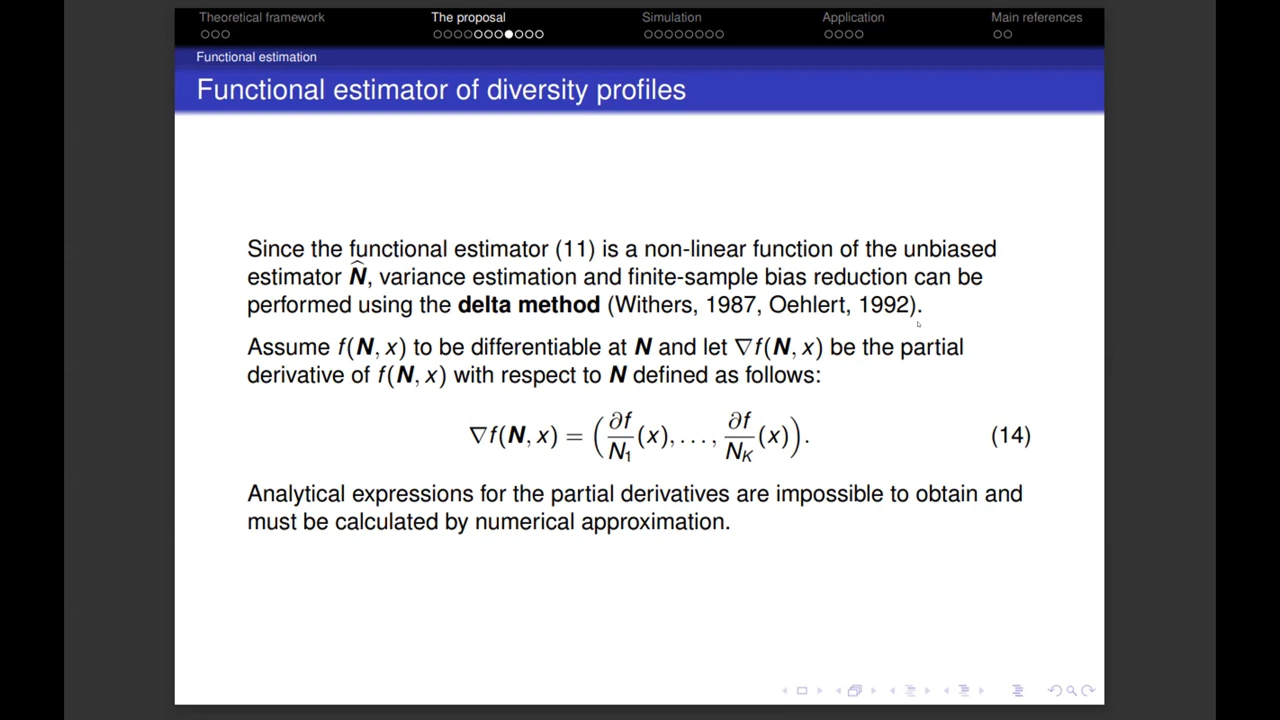 Theoretical framework The proposal Simulation Application Main references
Functional estimation
Functional estimator of diversity profiles
Since the functional estimator (11) is a non-linear function of the unbiased
estimator N̂, variance estimation and finite-sample bias reduction can be
performed using the delta method (Withers, 1987, Oehlert, 1992).
Assume f(N, x) to be differentiable at N and let ∇f(N, x) be the partial
derivative of f(N, x) with respect to N defined as follows:
∇f(N, x) = (∂f/N₁ (x), . . . , ∂f/N_K (x)). (14)
Analytical expressions for the partial derivatives are impossible to obtain and
must be calculated by numerical approximation.